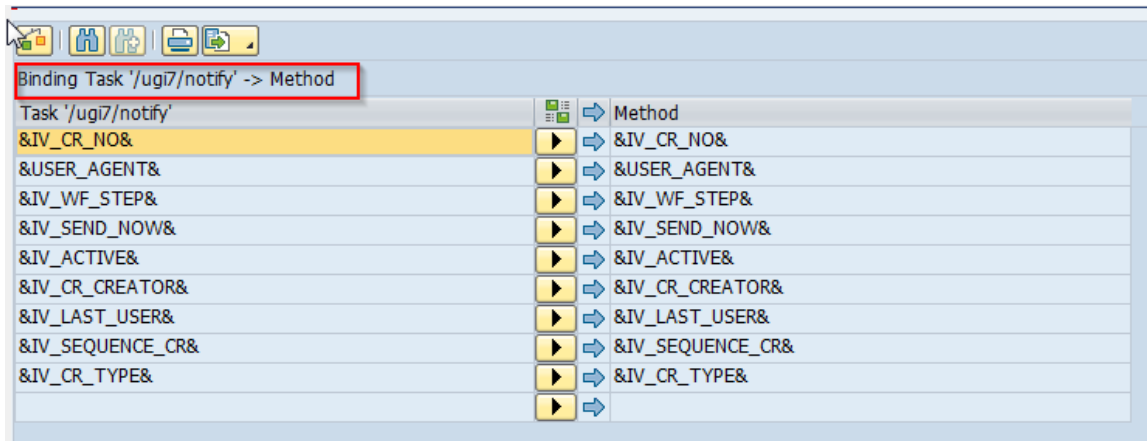 Binding Task '/ugi7/notify' -> Method
Task '/ugi7/notify' Method
&IV_CR_NO& &IV_CR_NO&
&USER_AGENT& &USER_AGENT&
&IV_WF_STEP& &IV_WF_STEP&
&IV_SEND_NOW& &IV_SEND_NOW&
&IV_ACTIVE& &IV_ACTIVE&
&IV_CR_CREATOR& &IV_CR_CREATOR&
&IV_LAST_USER& &IV_LAST_USER&
&IV_SEQUENCE_CR& &IV_SEQUENCE_CR&
&IV_CR_TYPE& &IV_CR_TYPE&